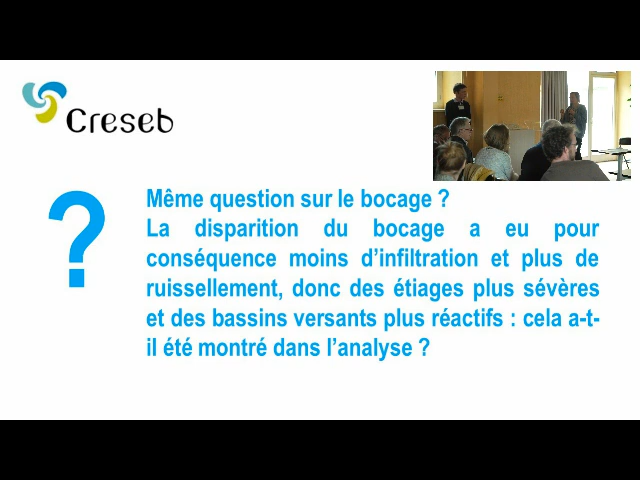 Creseb
?
Même question sur le bocage ?
La disparition du bocage a eu pour
conséquence moins d’infiltration et plus de
ruissellement, donc des étiages plus sévères
et des bassins versants plus réactifs : cela a-t-
il été montré dans l’analyse ?